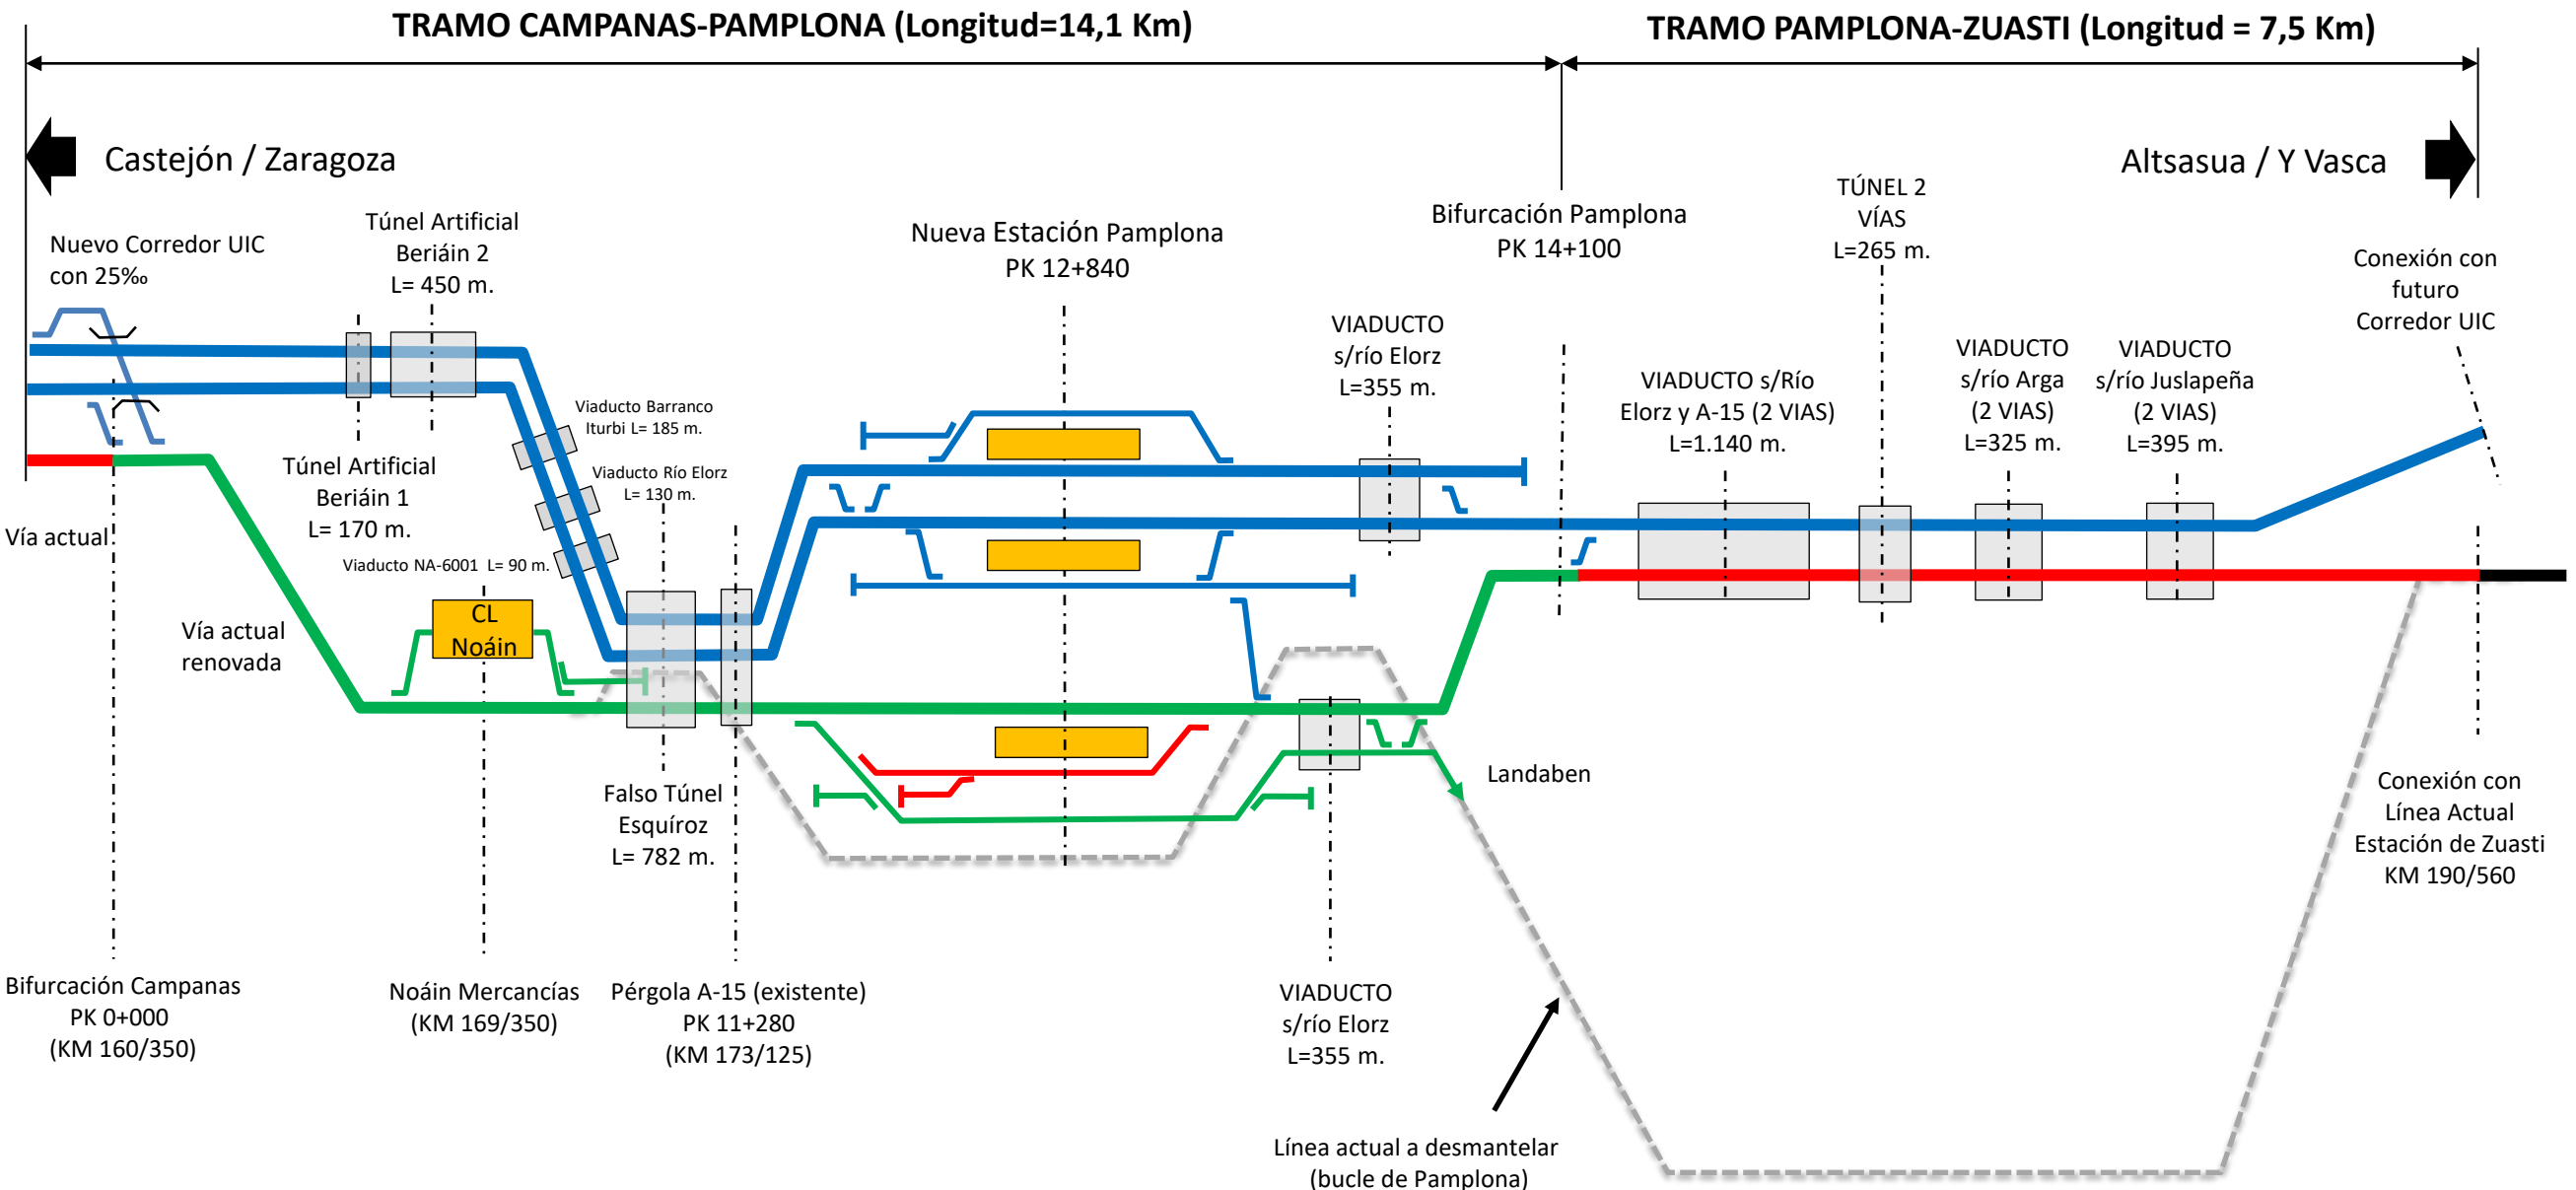 TRAMO CAMPANAS-PAMPLONA (Longitud=14,1 Km)
TRAMO PAMPLONA-ZUASTI (Longitud = 7,5 Km)
Castejón / Zaragoza
Altsasua / Y Vasca
Nuevo Corredor UIC
con 25‰
Túnel Artificial
Beriáin 2
L= 450 m.
Nueva Estación Pamplona
PK 12+840
Bifurcación Pamplona
PK 14+100
TÚNEL 2
VÍAS
L=265 m.
Conexión con
futuro
Corredor UIC
VIADUCTO
s/río Elorz
L=355 m.
VIADUCTO s/Río
Elorz y A-15 (2 VIAS)
L=1.140 m.
VIADUCTO
s/río Arga
(2 VIAS)
L=325 m.
VIADUCTO
s/río Juslapeña
(2 VIAS)
L=395 m.
Viaducto Barranco
Iturbi L= 185 m.
Túnel Artificial
Beriáin 1
L= 170 m.
Viaducto Río Elorz
L= 130 m.
Vía actual
Viaducto NA-6001 L= 90 m.
CL
Noáin
Vía actual
renovada
Falso Túnel
Esquíroz
L= 782 m.
Landaben
Conexión con
Línea Actual
Estación de Zuasti
KM 190/560
Bifurcación Campanas
PK 0+000
(KM 160/350)
Noáin Mercancías
(KM 169/350)
Pérgola A-15 (existente)
PK 11+280
(KM 173/125)
VIADUCTO
s/río Elorz
L=355 m.
Línea actual a desmantelar
(bucle de Pamplona)